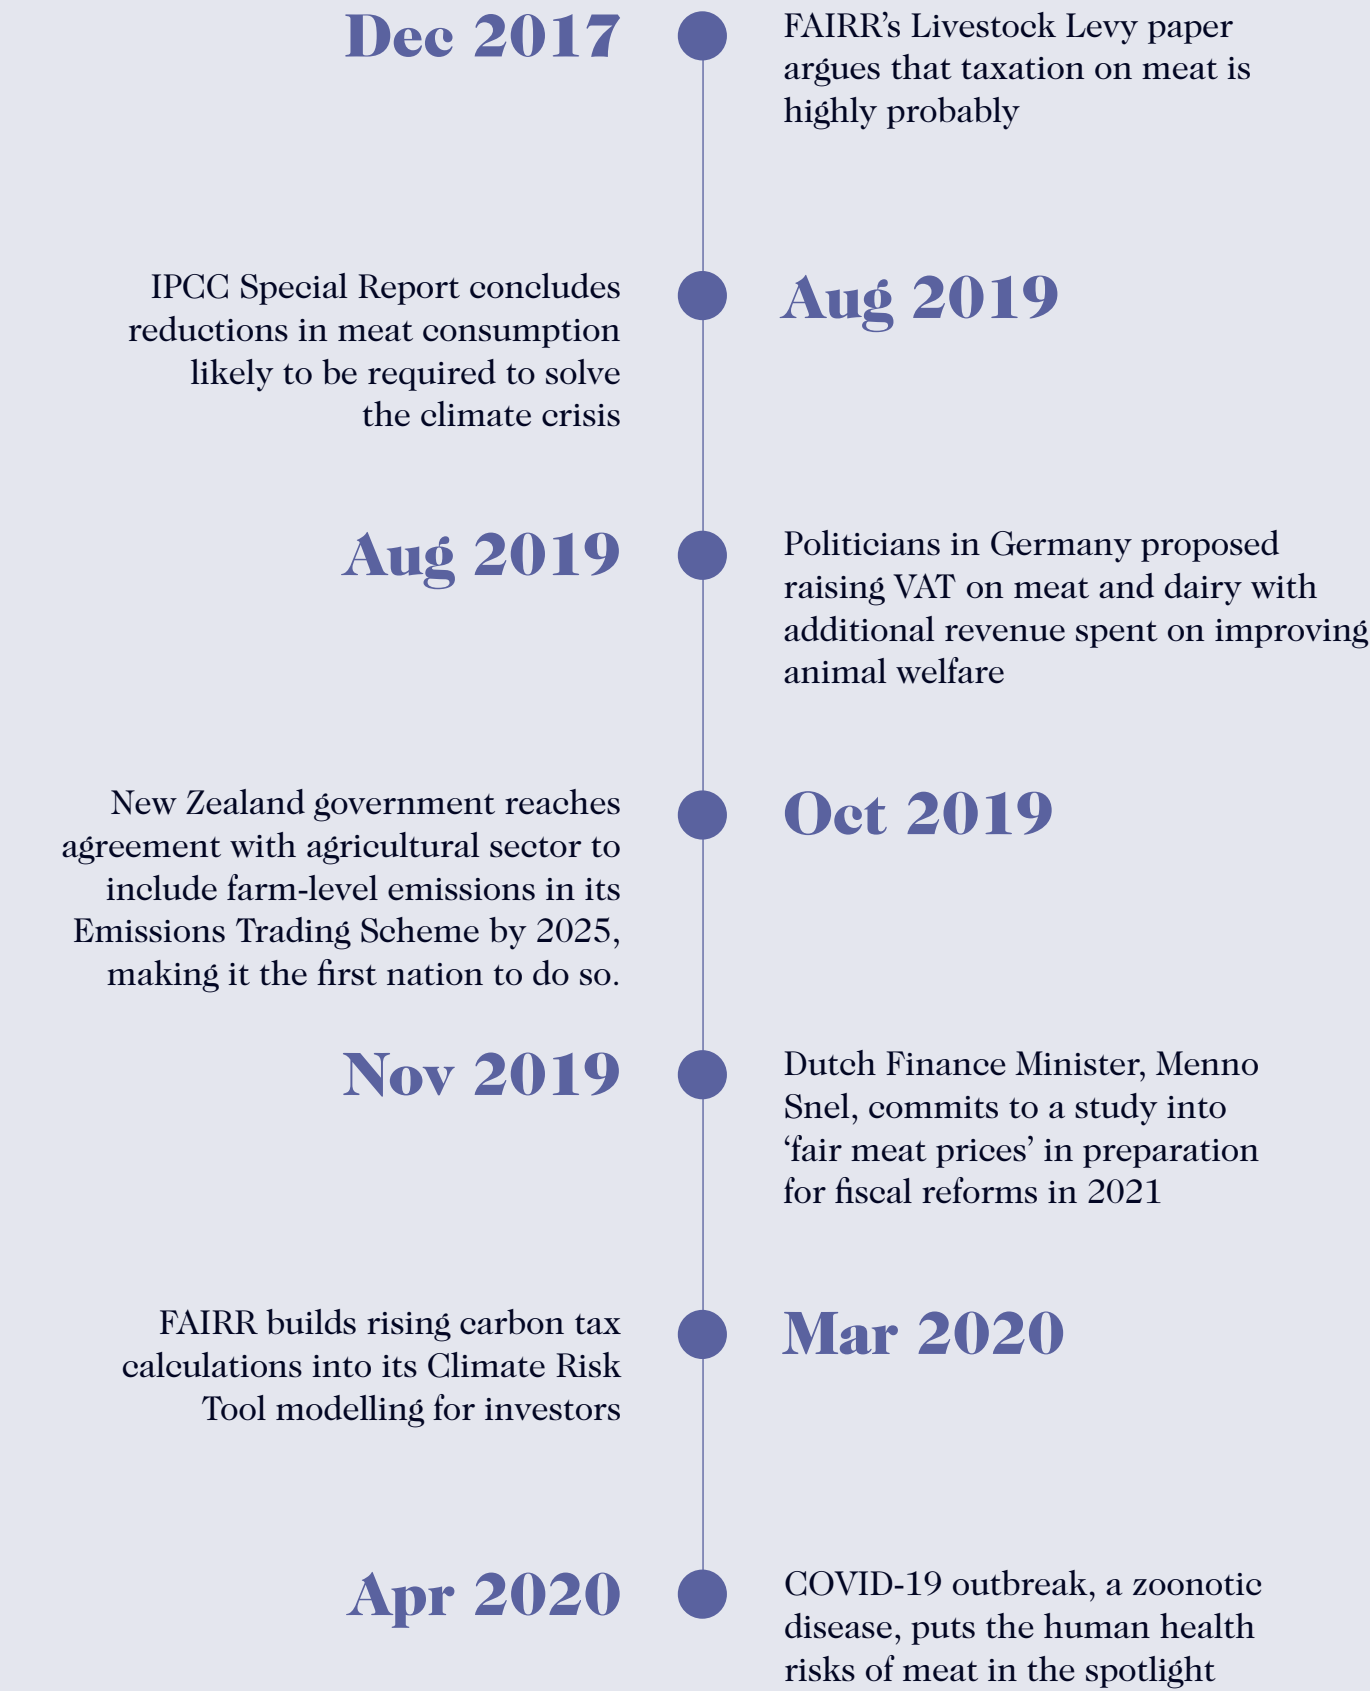 Dec 2017
FAIRR’s Livestock Levy paper
argues that taxation on meat is
highly probably
Aug 2019
IPCC Special Report concludes
reductions in meat consumption
likely to be required to solve
the climate crisis
Aug 2019
Politicians in Germany proposed
raising VAT on meat and dairy with
additional revenue spent on improving
animal welfare
Oct 2019
New Zealand government reaches
agreement with agricultural sector to
include farm-level emissions in its
Emissions Trading Scheme by 2025,
making it the first nation to do so.
Nov 2019
Dutch Finance Minister, Menno
Snel, commits to a study into
‘fair meat prices’ in preparation
for fiscal reforms in 2021
Mar 2020
FAIRR builds rising carbon tax
calculations into its Climate Risk
Tool modelling for investors
Apr 2020
COVID-19 outbreak, a zoonotic
disease, puts the human health
risks of meat in the spotlight